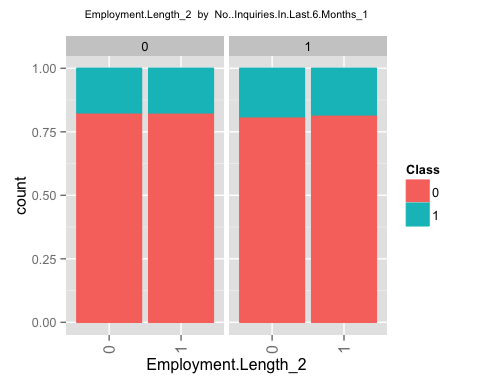 Employment.Length_2 by No..Inquiries.In.Last.6.Months_1
0 1
1.00
0.75
0.50
0.25
0.00
count
0 1 0 1
Employment.Length_2
Class
0
1